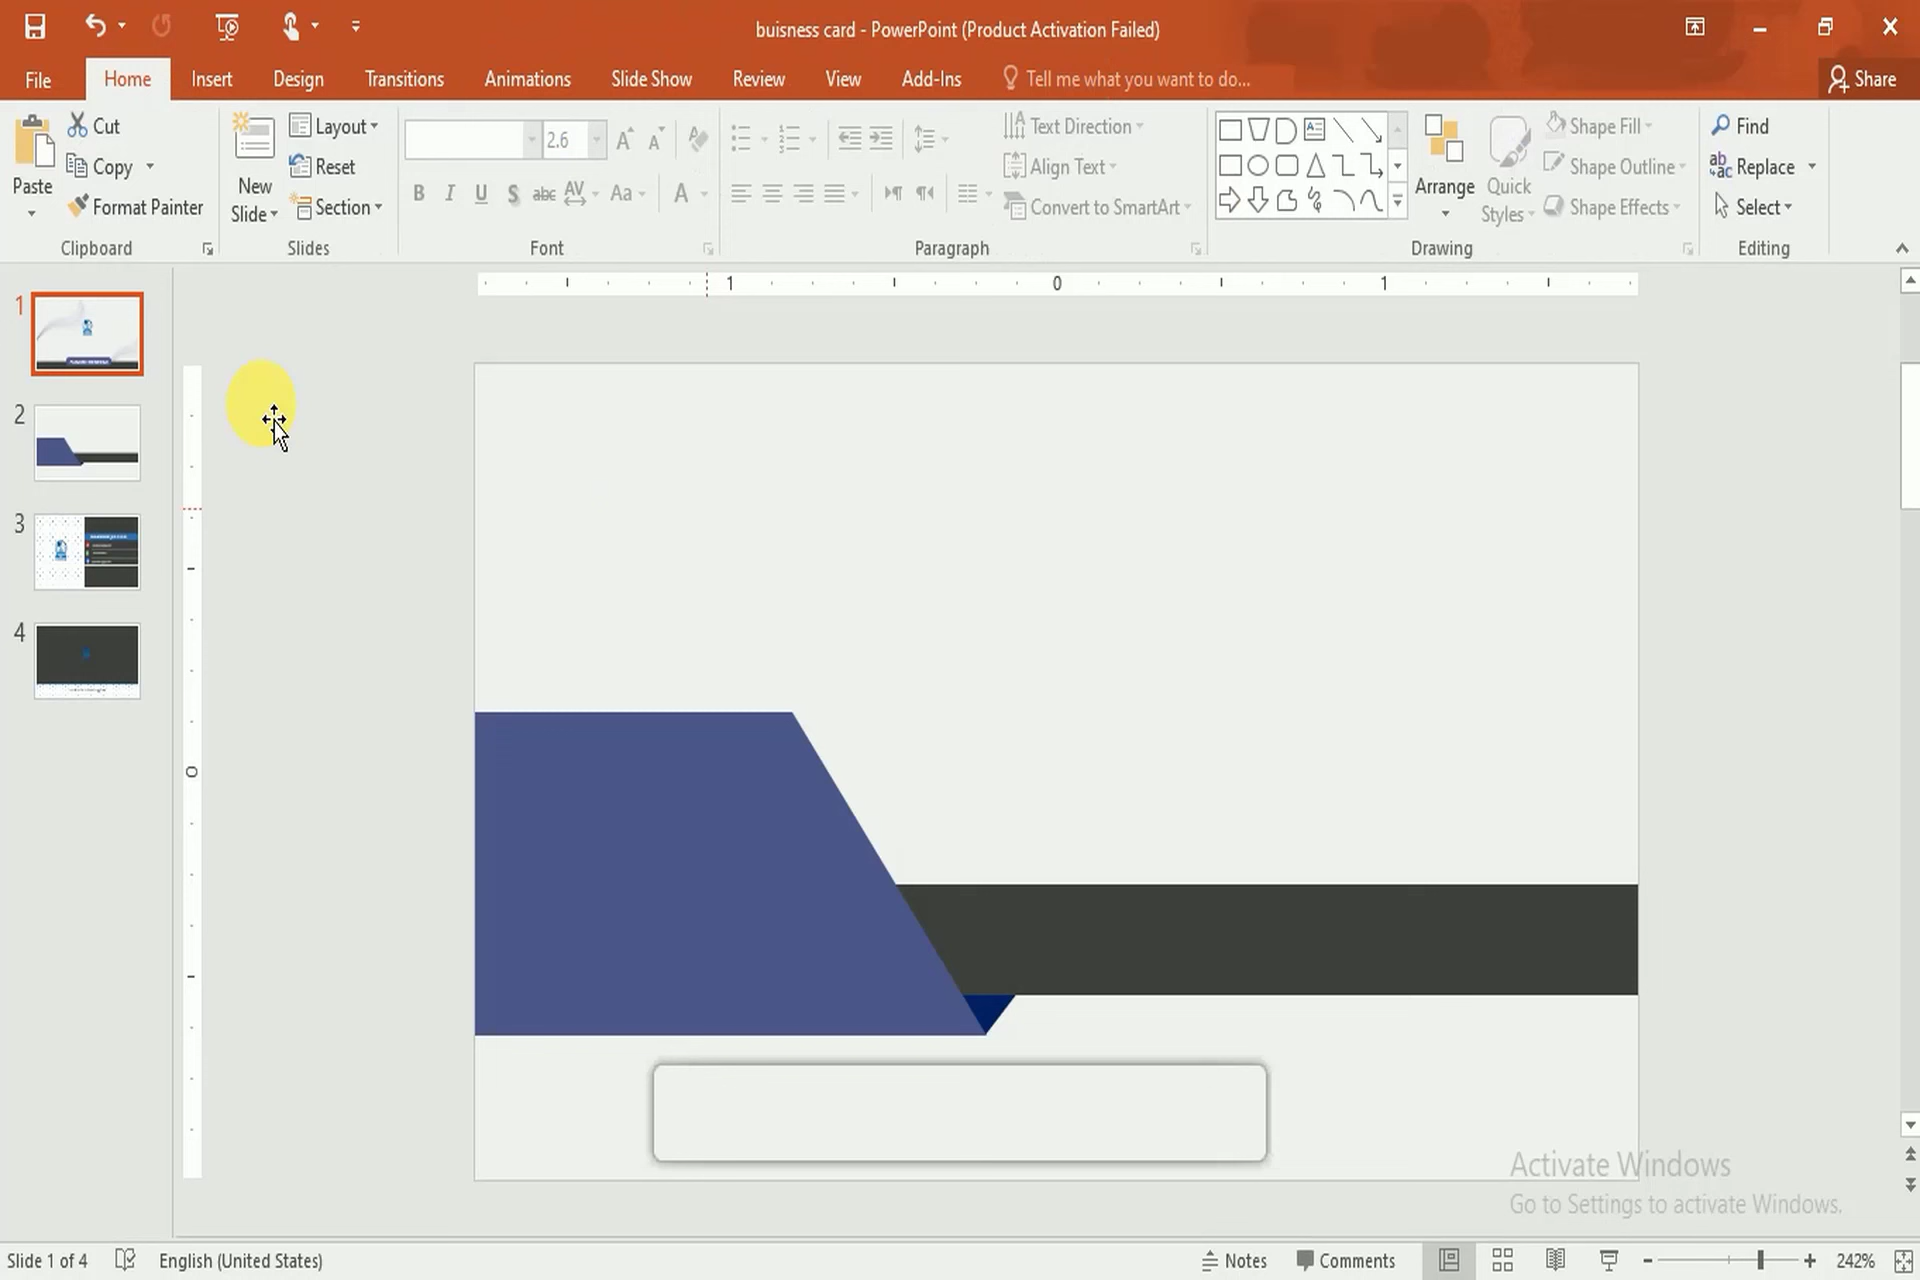 buisness card - PowerPoint (Product Activation Failed)
File Home Insert Design Transitions Animations Slide Show Review View Add-Ins Tell me what you want to do... Share
Paste Cut Copy Format Painter Clipboard
New Slide Layout Reset Section Slides
2.6 B I U S abc AV Aa A Font
Text Direction Align Text Convert to SmartArt Paragraph
Arrange Quick Styles Shape Fill Shape Outline Shape Effects Drawing
Find Replace Select Editing
1 0 1
1
2
3
4
0
Activate Windows
Go to Settings to activate Windows.
Slide 1 of 4 English (United States) Notes Comments 242%